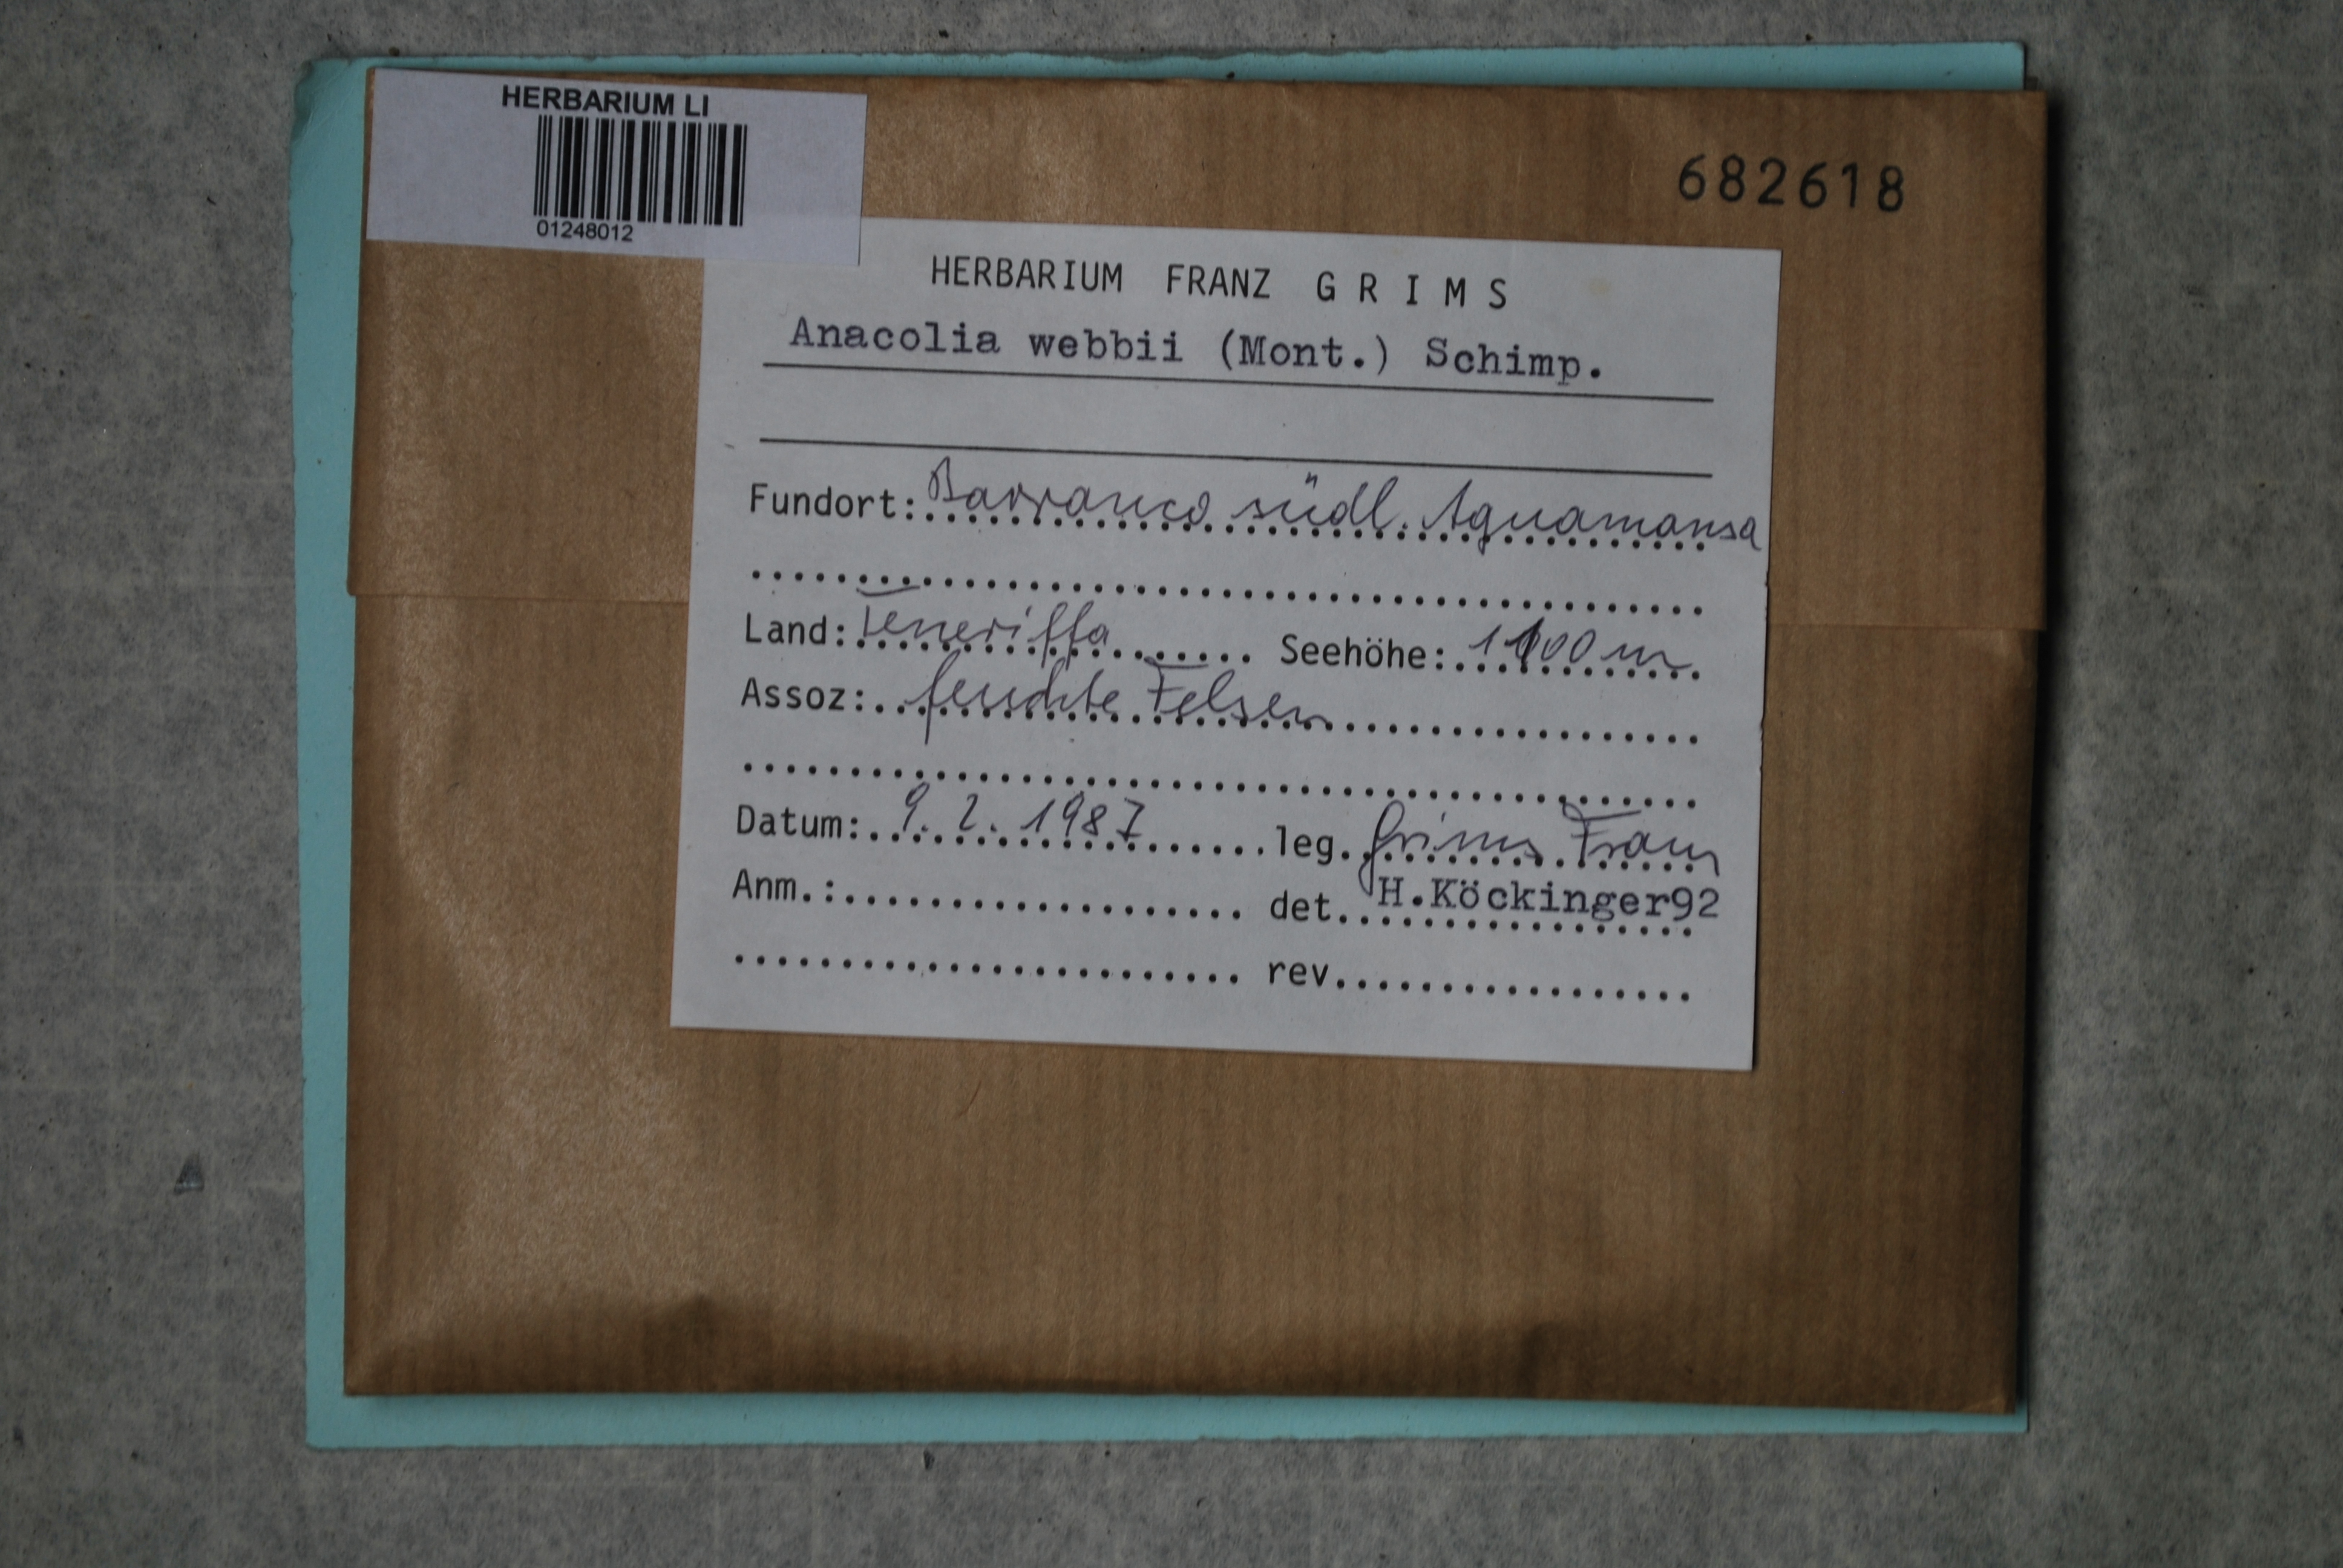 HERBARIUM LI
01248012
682618
HERBARIUM FRANZ GRIMS
Anacolia webbii (Mont.) Schimp.
Fundort: Barranco südl. Aguamansa
Land: Teneriffa Seehöhe: 1100 m
Assoz: feuchte Felsen
Datum: 9. 2. 1987 leg. Grims Franz
Anm.: det. H.Köckinger92
rev.